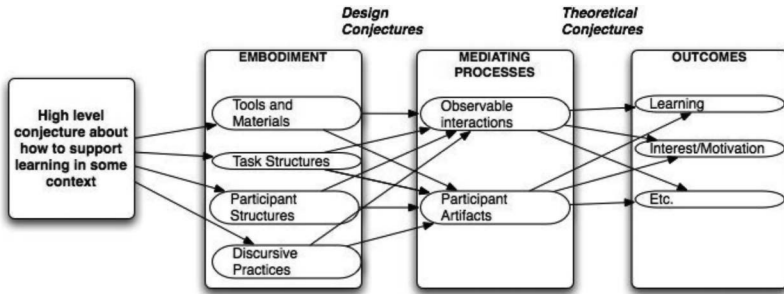 Design
Conjectures
Theoretical
Conjectures
EMBODIMENT
MEDIATING
PROCESSES
OUTCOMES
High level
conjecture about
how to support
learning in some
context
Tools and
Materials
Task Structures
Participant
Structures
Discursive
Practices
Observable
interactions
Participant
Artifacts
Learning
Interest/Motivation
Etc.